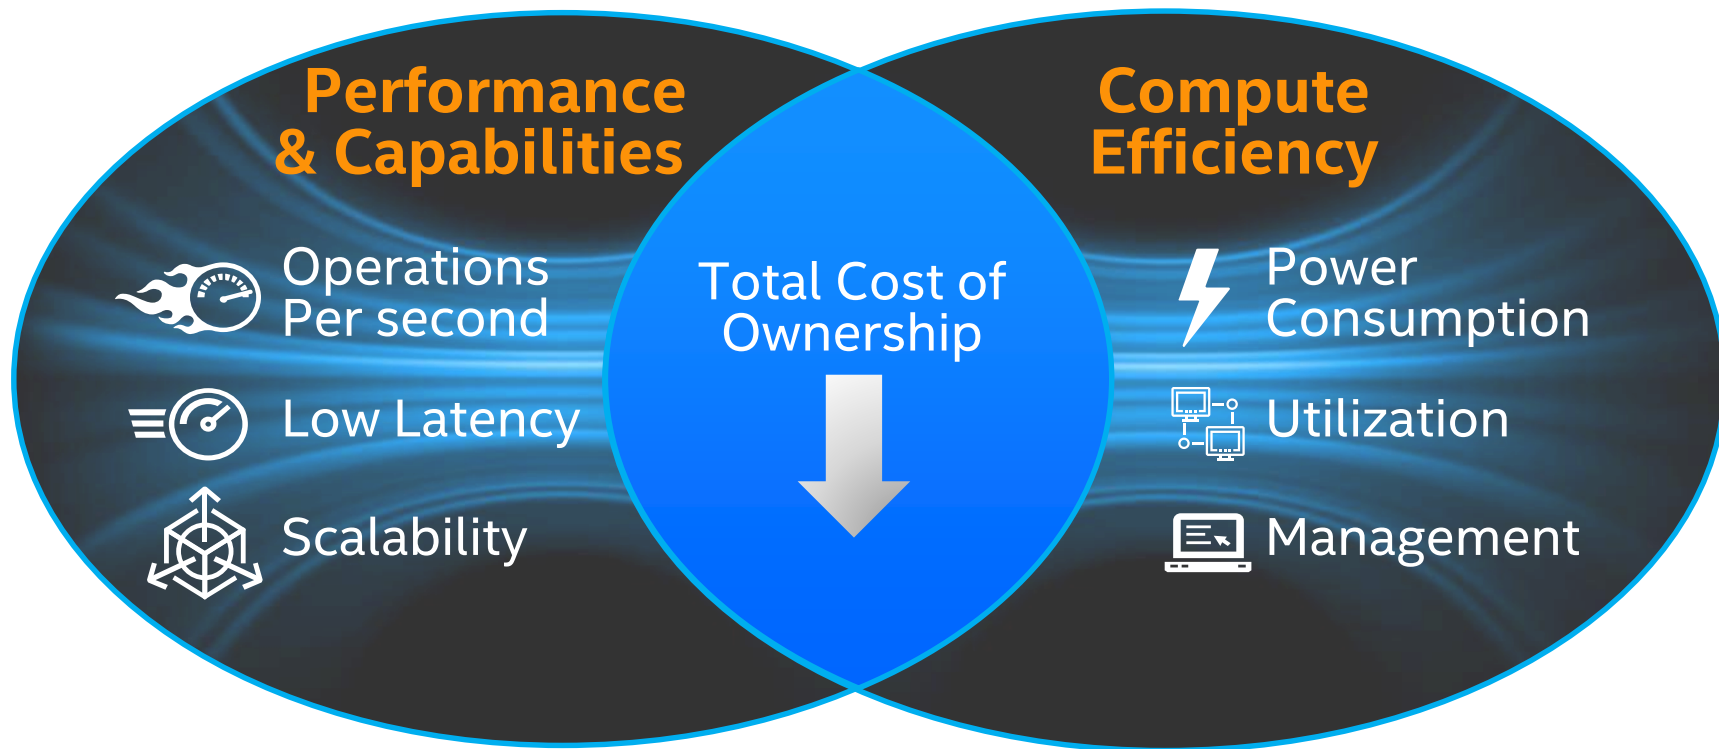 Performance
& Capabilities
Operations
Per second
Low Latency
Scalability
Total Cost of
Ownership
Compute
Efficiency
Power
Consumption
Utilization
Management